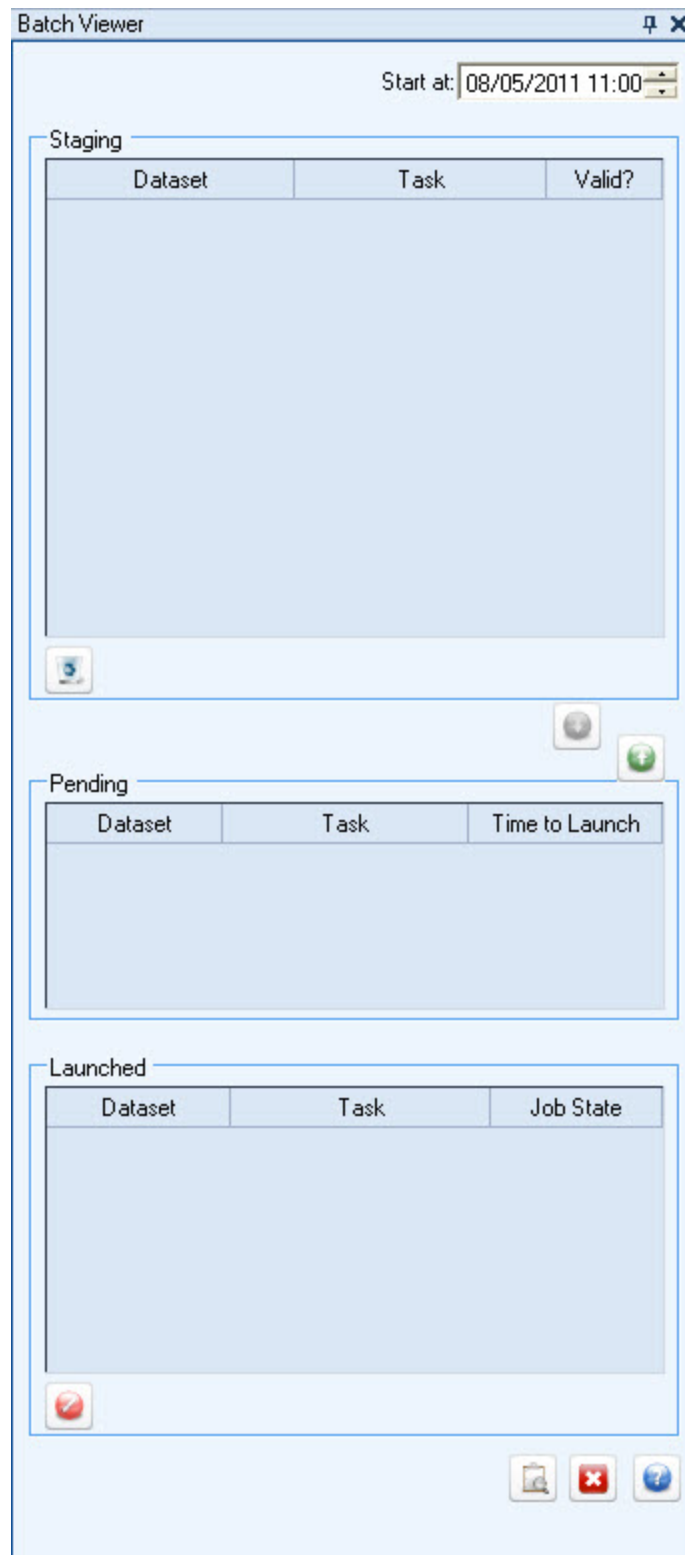 Batch Viewer
Start at: 08/05/2011 11:00
Staging
Dataset Task Valid?
Pending
Dataset Task Time to Launch
Launched
Dataset Task Job State